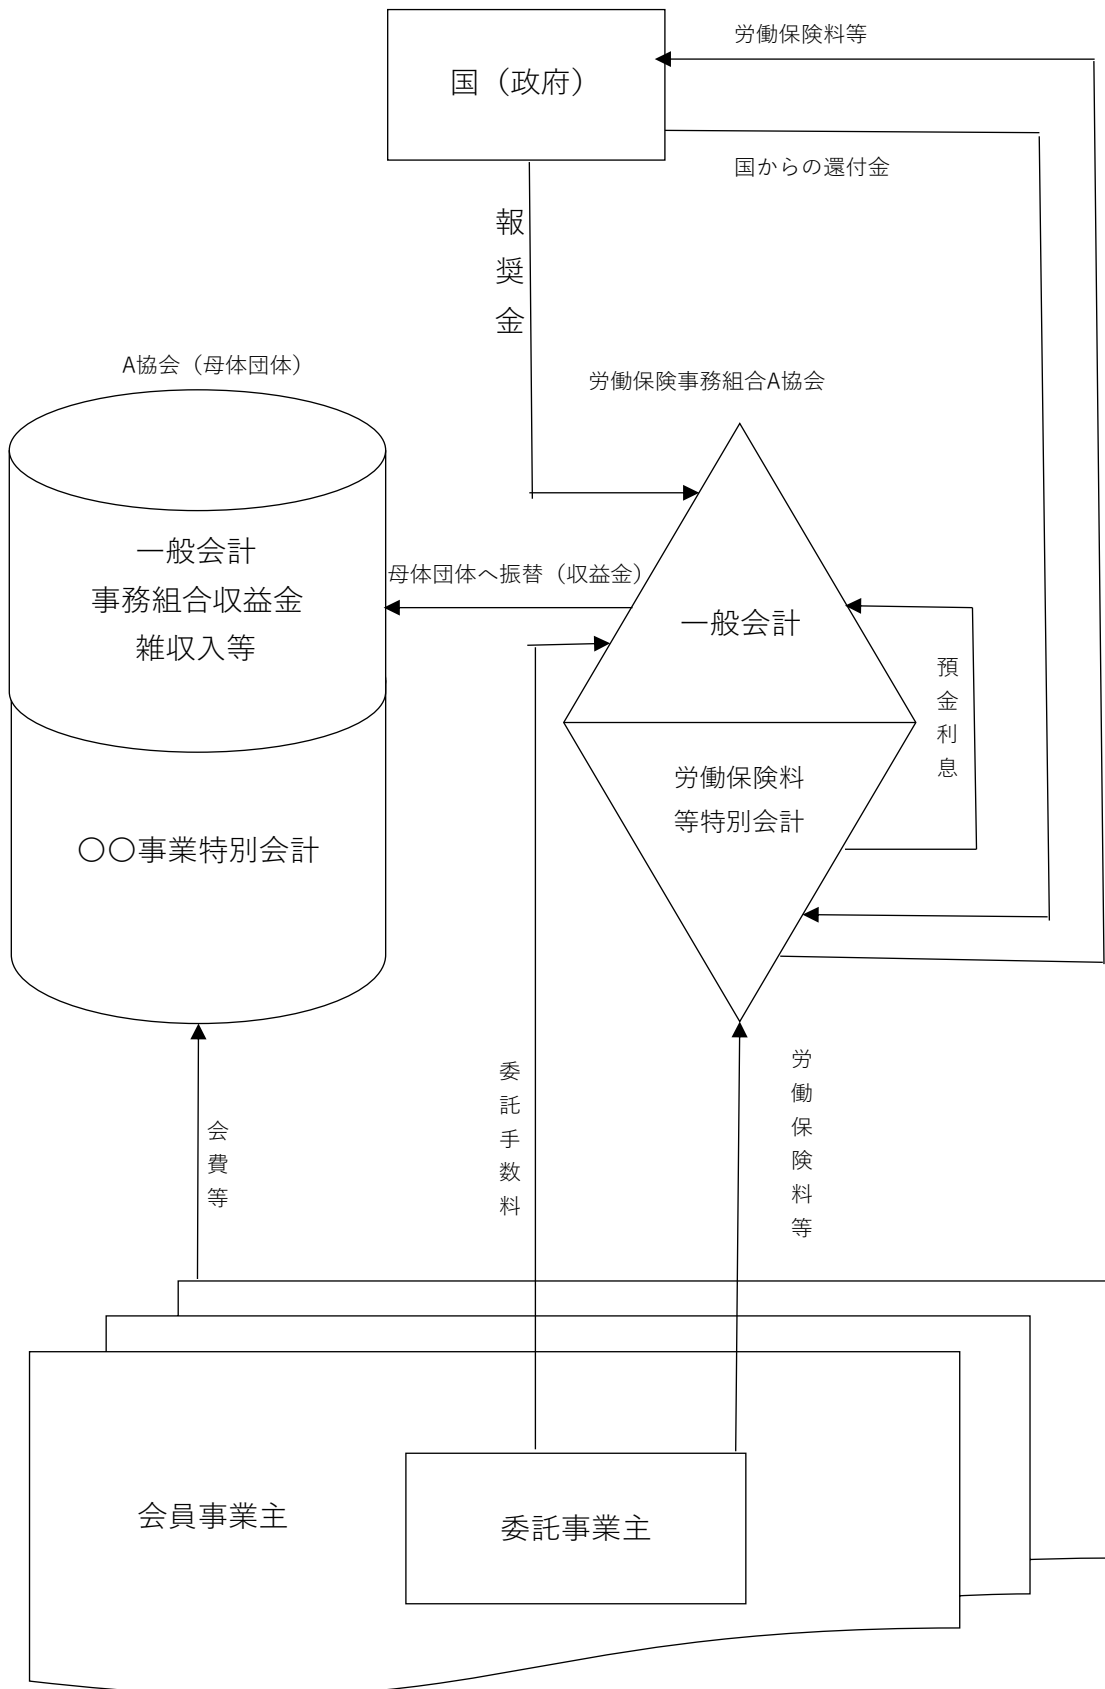 労働保険料等
国（政府）
国からの還付金
報奨金
A協会（母体団体）
労働保険事務組合A協会
一般会計
事務組合収益金
雑収入等
母体団体へ振替（収益金）
一般会計
預金利息
労働保険料
等特別会計
〇〇事業特別会計
会費等
委託手数料
労働保険料等
会員事業主
委託事業主